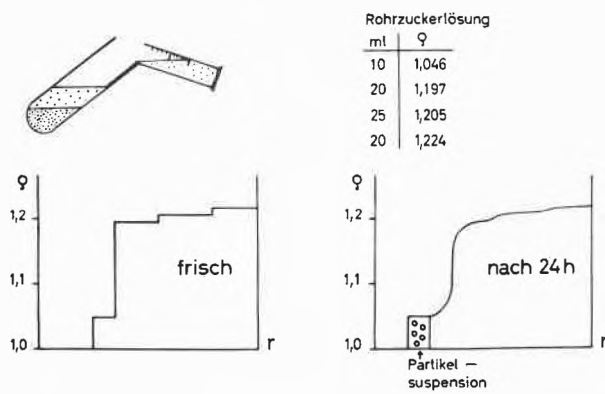 Rohrzuckerlösung
ml ϱ
10 1,046
20 1,197
25 1,205
20 1,224
ϱ
1,2
1,1
1,0
frisch
r
ϱ
1,2
1,1
1,0
nach 24h
r
Partikel –
suspension